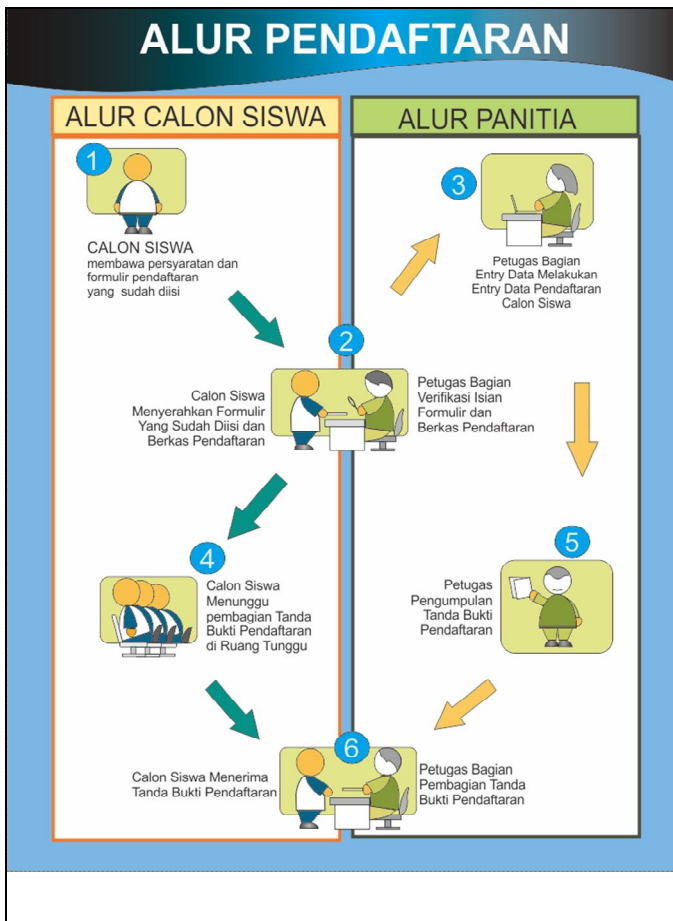 ALUR PENDAFTARAN
ALUR CALON SISWA
ALUR PANITIA
1
CALON SISWA
membawa persyaratan dan
formulir pendaftaran
yang sudah diisi
2
Calon Siswa
Menyerahkan Formulir
Yang Sudah Diisi dan
Berkas Pendaftaran
Petugas Bagian
Verifikasi Isian
Formulir dan
Berkas Pendaftaran
3
Petugas Bagian
Entry Data Melakukan
Entry Data Pendaftaran
Calon Siswa
4
Calon Siswa
Menunggu
pembagian Tanda
Bukti Pendaftaran
di Ruang Tunggu
5
Petugas
Pengumpulan
Tanda Bukti
Pendaftaran
6
Calon Siswa Menerima
Tanda Bukti Pendaftaran
Petugas Bagian
Pembagian Tanda
Bukti Pendaftaran